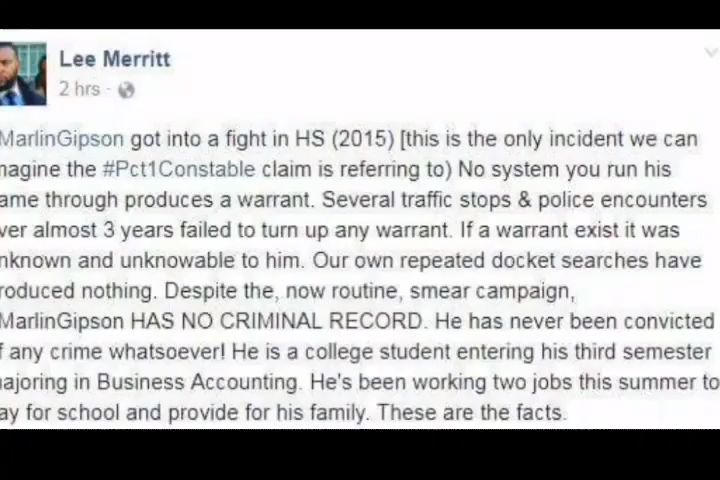 Lee Merritt
2 hrs ·
MarlinGipson got into a fight in HS (2015) [this is the only incident we can
magine the #Pct1Constable claim is referring to) No system you run his
ame through produces a warrant. Several traffic stops & police encounters
ver almost 3 years failed to turn up any warrant. If a warrant exist it was
nknown and unknowable to him. Our own repeated docket searches have
roduced nothing. Despite the, now routine, smear campaign,
MarlinGipson HAS NO CRIMINAL RECORD. He has never been convicted
f any crime whatsoever! He is a college student entering his third semester
ajoring in Business Accounting. He's been working two jobs this summer to
ay for school and provide for his family. These are the facts.